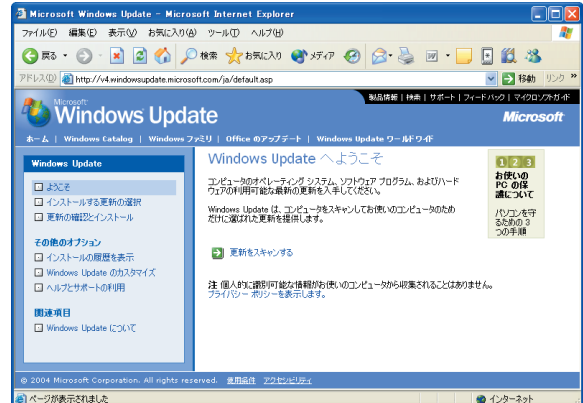 Microsoft Windows Update - Microsoft Internet Explorer
ファイル(F) 編集(E) 表示(V) お気に入り(A) ツール(T) ヘルプ(H)
戻る 検索 お気に入り メディア
アドレス(D) http://v4.windowsupdate.microsoft.com/ja/default.asp 移動 リンク »
製品情報 | 検索 | サポート | フィードバック | マイクロソフトガイド
Microsoft
Windows Update
Microsoft
ホーム | Windows Catalog | Windows ファミリ | Office のアップデート | Windows Update ワールドワイド
Windows Update
ようこそ
インストールする更新の選択
更新の確認とインストール
その他のオプション
インストールの履歴を表示
Windows Update のカスタマイズ
ヘルプとサポートの利用
関連項目
Windows Update について
Windows Update へようこそ
コンピュータのオペレーティング システム、ソフトウェア プログラム、およびハード
ウェアの利用可能な最新の更新を入手してください。
Windows Update は、コンピュータをスキャンしてお使いのコンピュータのため
だけに選ばれた更新を提供します。
更新をスキャンする
注 個人的に識別可能な情報がお使いのコンピュータから収集されることはありません。
プライバシー ポリシーを表示します。
1 2 3
お使いの
PC の保
護について
パソコンを守
るための 3
つの手順
© 2004 Microsoft Corporation. All rights reserved. 使用条件 アクセシビリティ
ページが表示されました インターネット